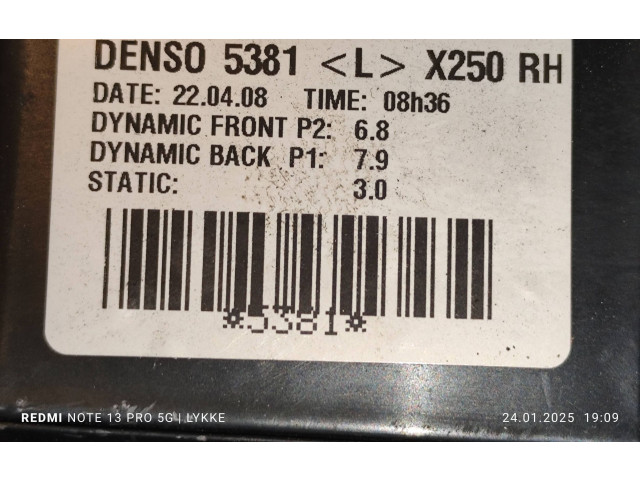 DENSO 5381 <L> X250 RH
DATE: 22.04.08 TIME: 08h36
DYNAMIC FRONT P2: 6.8
DYNAMIC BACK P1: 7.9
STATIC: 3.0
*5381*
REDMI NOTE 13 PRO 5G | LYKKE
24.01.2025 19:09